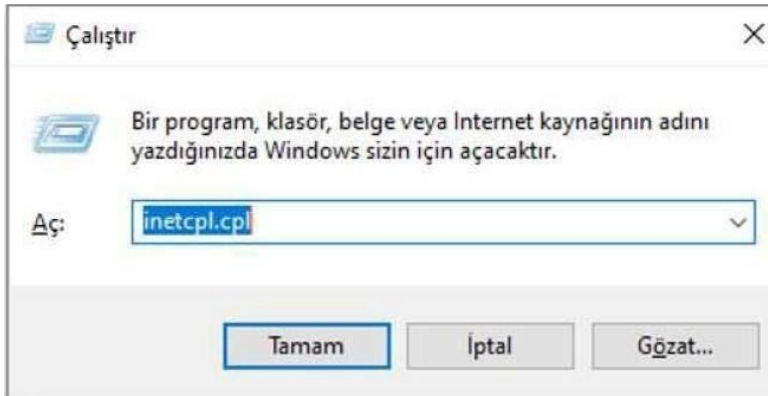 Çalıştır
Bir program, klasör, belge veya Internet kaynağının adını
yazdığınızda Windows sizin için açacaktır.
Aç:
inetcpl.cpl
Tamam
İptal
Gözat...